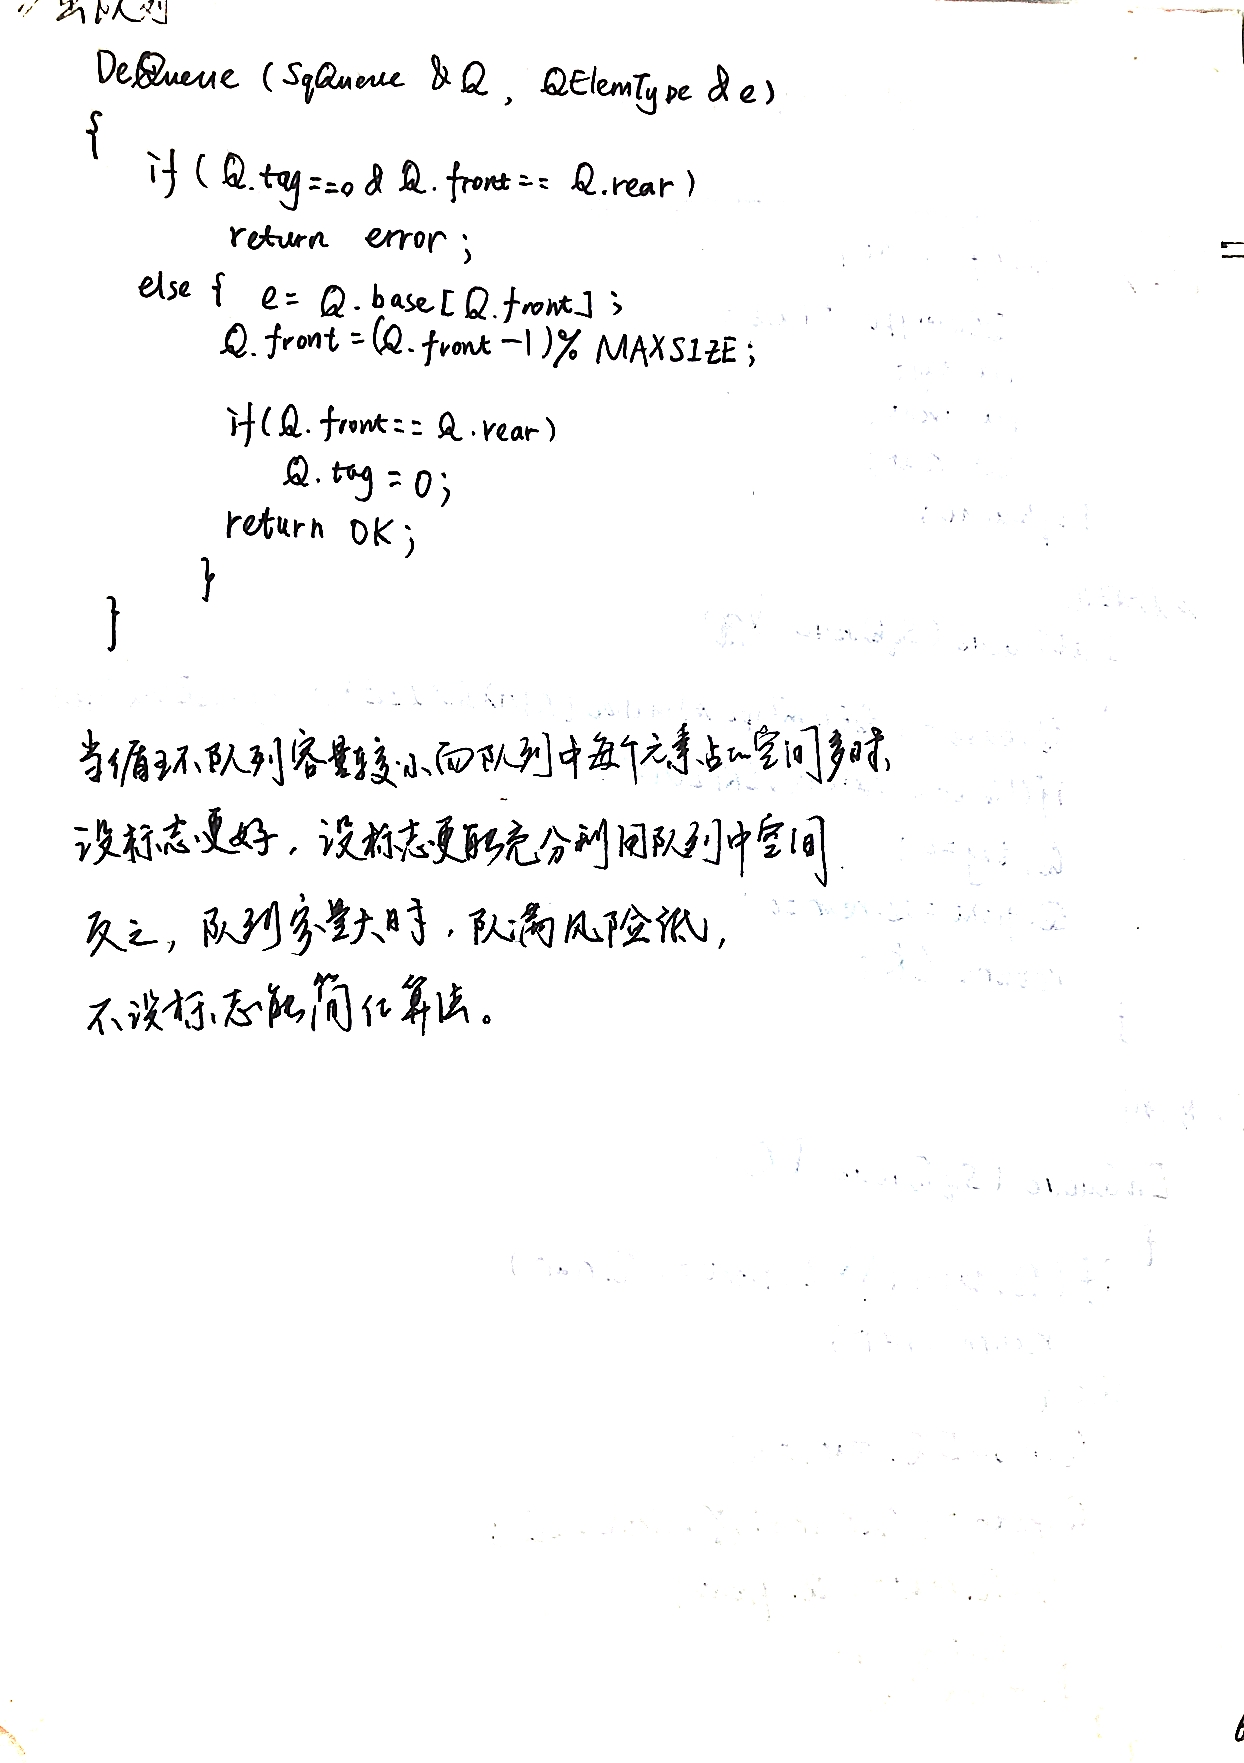 // 出队列
DeQueue (SqQueue &Q, QElemType &e)
{
if (Q.tag==0 & Q.front== Q.rear)
return error;
else { e= Q.base[Q.front];
Q.front=(Q.front-1)% MAXSIZE;
if(Q.front== Q.rear)
Q.tag=0;
return OK;
}
}
当循环队列容量较小而队列中每个元素占的空间多时,
设标志更好,设标志更能充分利用队列中空间
反之,队列容量大时,队满风险低,
不设标志能简化算法。